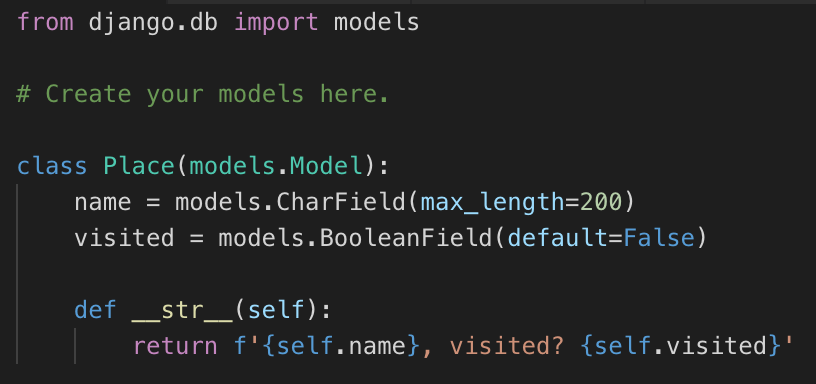 from django.db import models
# Create your models here.
class Place(models.Model):
    name = models.CharField(max_length=200)
    visited = models.BooleanField(default=False)
    def __str__(self):
        return f'{self.name}, visited? {self.visited}'